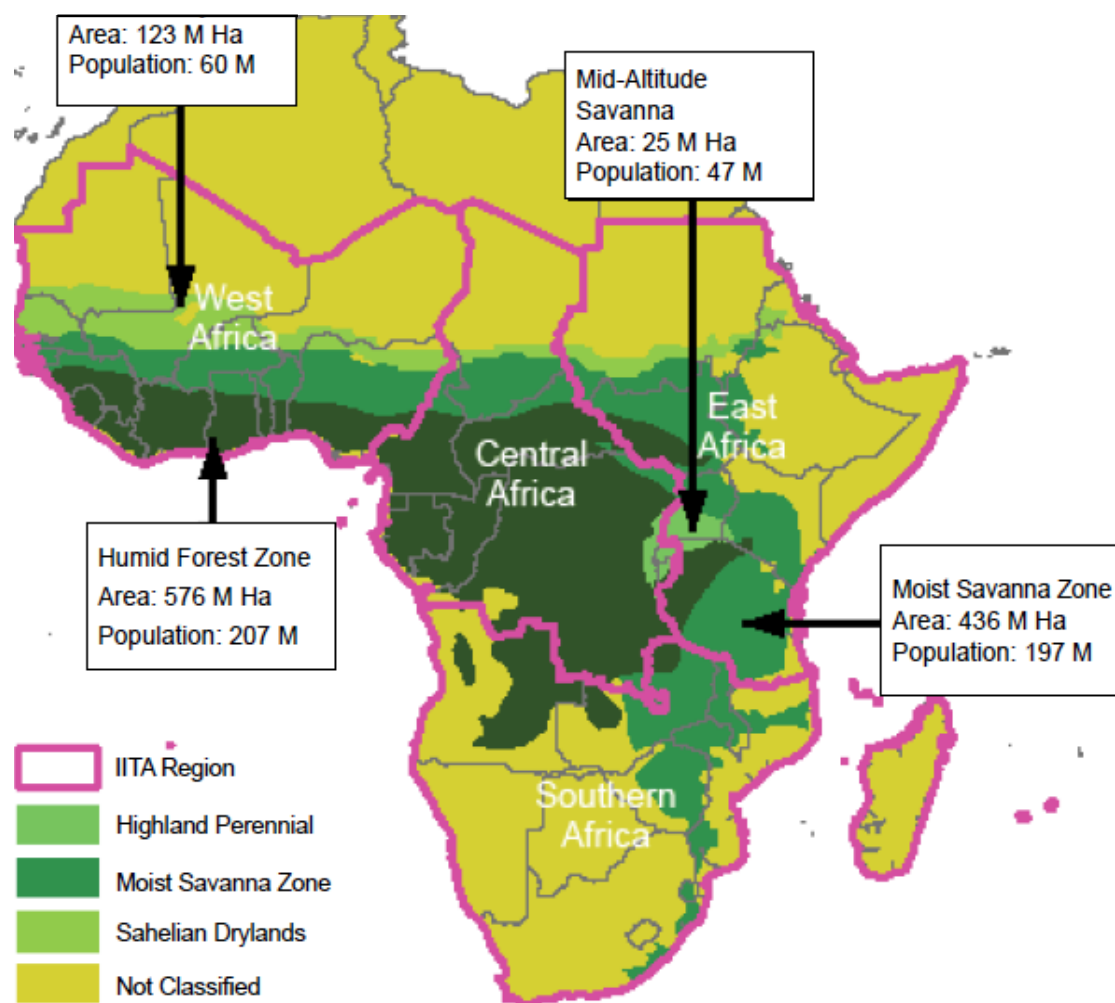 Area: 123 M Ha
Population: 60 M
Mid-Altitude
Savanna
Area: 25 M Ha
Population: 47 M
West
Africa
East
Africa
Central
Africa
Humid Forest Zone
Area: 576 M Ha
Population: 207 M
Moist Savanna Zone
Area: 436 M Ha
Population: 197 M
Southern
Africa
IITA Region
Highland Perennial
Moist Savanna Zone
Sahelian Drylands
Not Classified